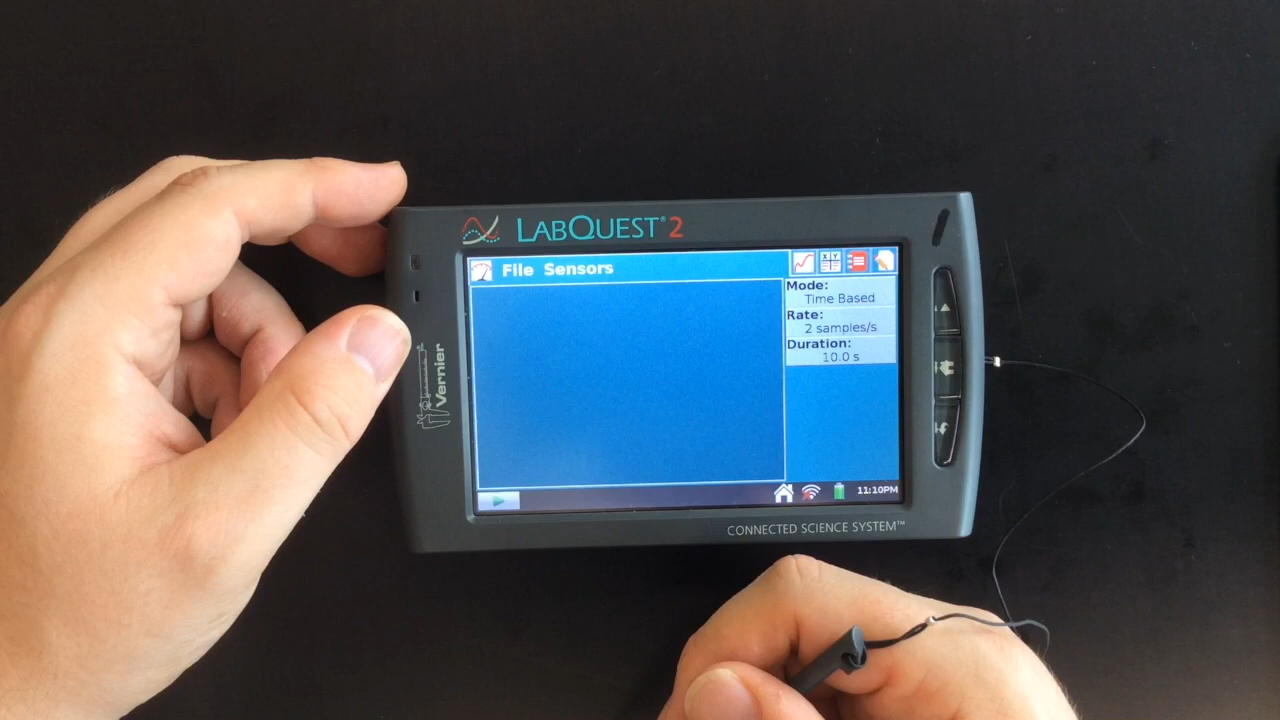 LABQUEST® 2
File Sensors
X Y
Mode:
Time Based
Rate:
2 samples/s
Duration:
10.0 s
Vernier
11:10PM
CONNECTED SCIENCE SYSTEM™